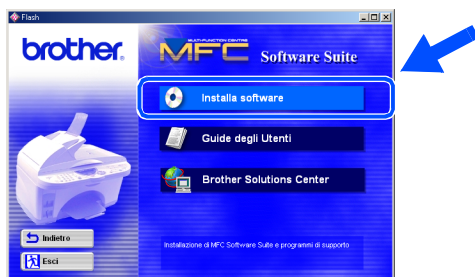 Flash
brother.
MULTI-FUNCTION CENTRE
MFC Software Suite
Installa software
Guide degli Utenti
Brother Solutions Center
Indietro
Esci
Installazione di MFC Software Suite e programmi di supporto